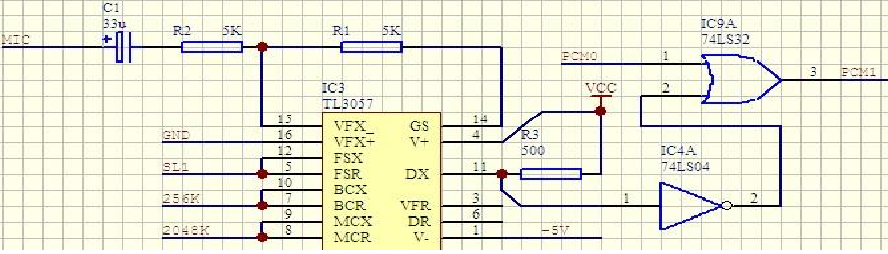 C1
33u
MIC
R2 5K
R1 5K
IC9A
74LS32
PCM0
1
2
3
PCM1
IC3
TL3057
VCC
15 VFX_ GS 14
GND 16 VFX+ V+ 4
R3
500
12 FSX
SL1 5 FSR DX 11
IC4A
74LS04
10 BCX
256K 7 BCR VFR 3
1
2
9 MCX DR 6
2048K 8 MCR V- 1 -5V